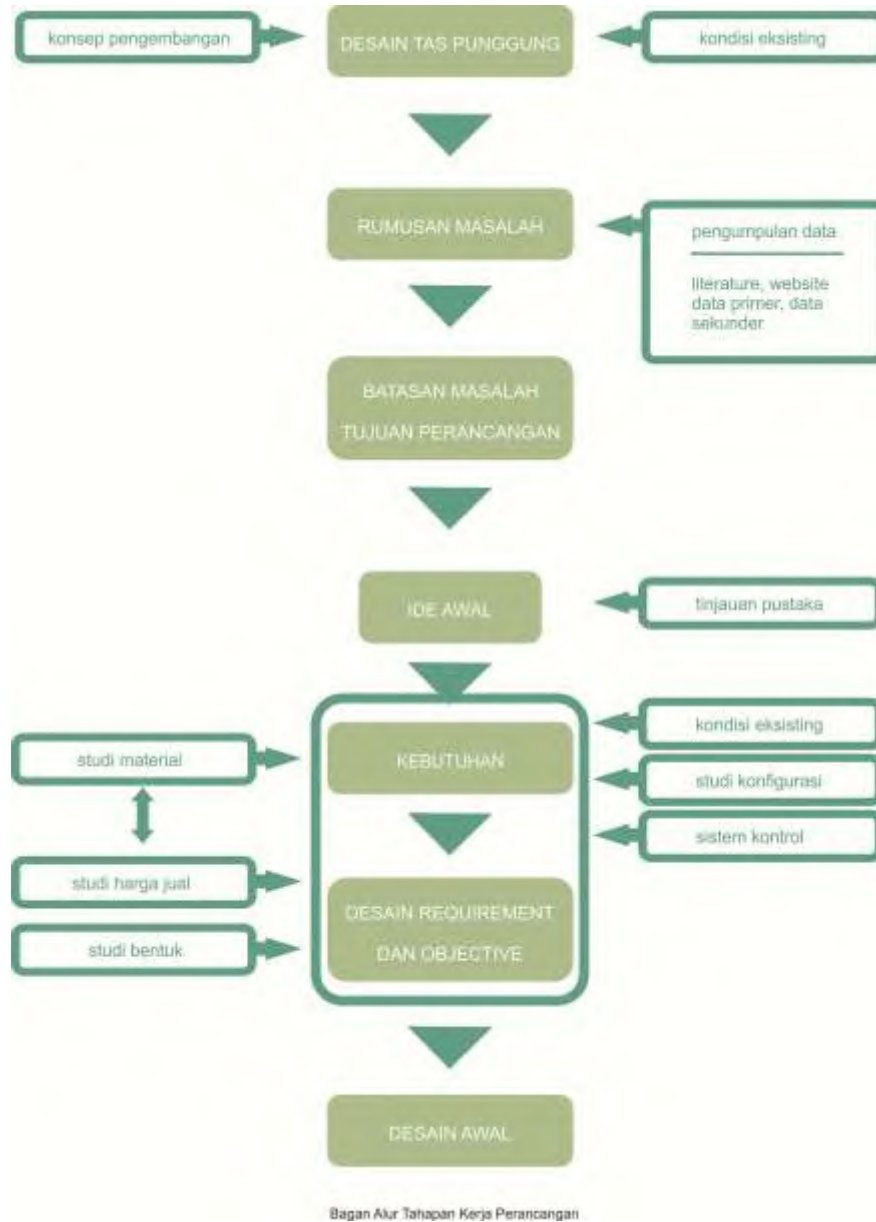 konsep pengembangan
DESAIN TAS PUNGGUNG
kondisi eksisting
RUMUSAN MASALAH
pengumpulan data
literature, website
data primer, data
sekunder
BATASAN MASALAH
TUJUAN PERANCANGAN
IDE AWAL
tinjauan pustaka
KEBUTUHAN
kondisi eksisting
studi material
studi konfigurasi
sistem kontrol
studi harga jual
DESAIN REQUIREMENT
DAN OBJECTIVE
studi bentuk
DESAIN AWAL
Bagan Alur Tahapan Kerja Perancangan